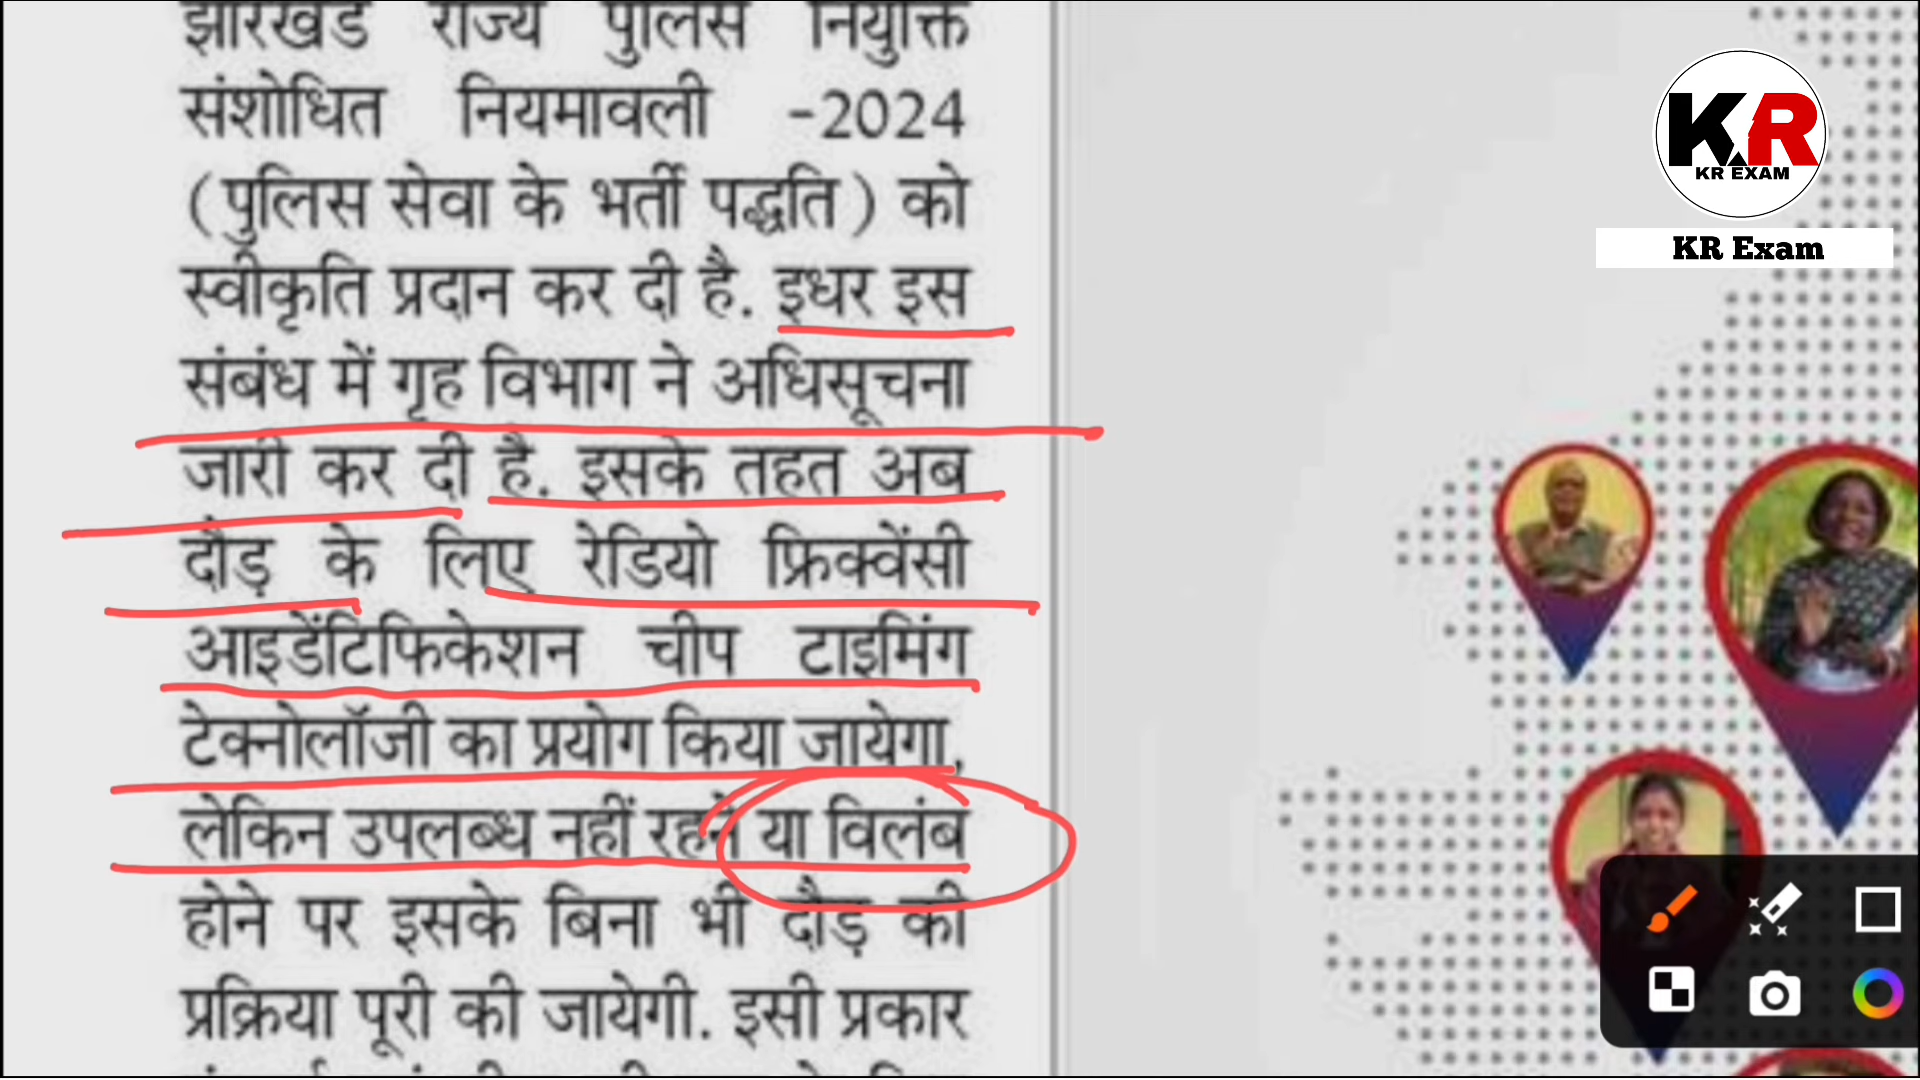 झारखंड राज्य पुलिस नियुक्ति
संशोधित नियमावली -2024
(पुलिस सेवा के भर्ती पद्धति) को
स्वीकृति प्रदान कर दी है. इधर इस
संबंध में गृह विभाग ने अधिसूचना
जारी कर दी है. इसके तहत अब
दौड़ के लिए रेडियो फ्रिक्वेंसी
आइडेंटिफिकेशन चीप टाइमिंग
टेक्नोलॉजी का प्रयोग किया जायेगा,
लेकिन उपलब्ध नहीं रहने या विलंब
होने पर इसके बिना भी दौड़ की
प्रक्रिया पूरी की जायेगी. इसी प्रकार
KR
KR EXAM
KR Exam